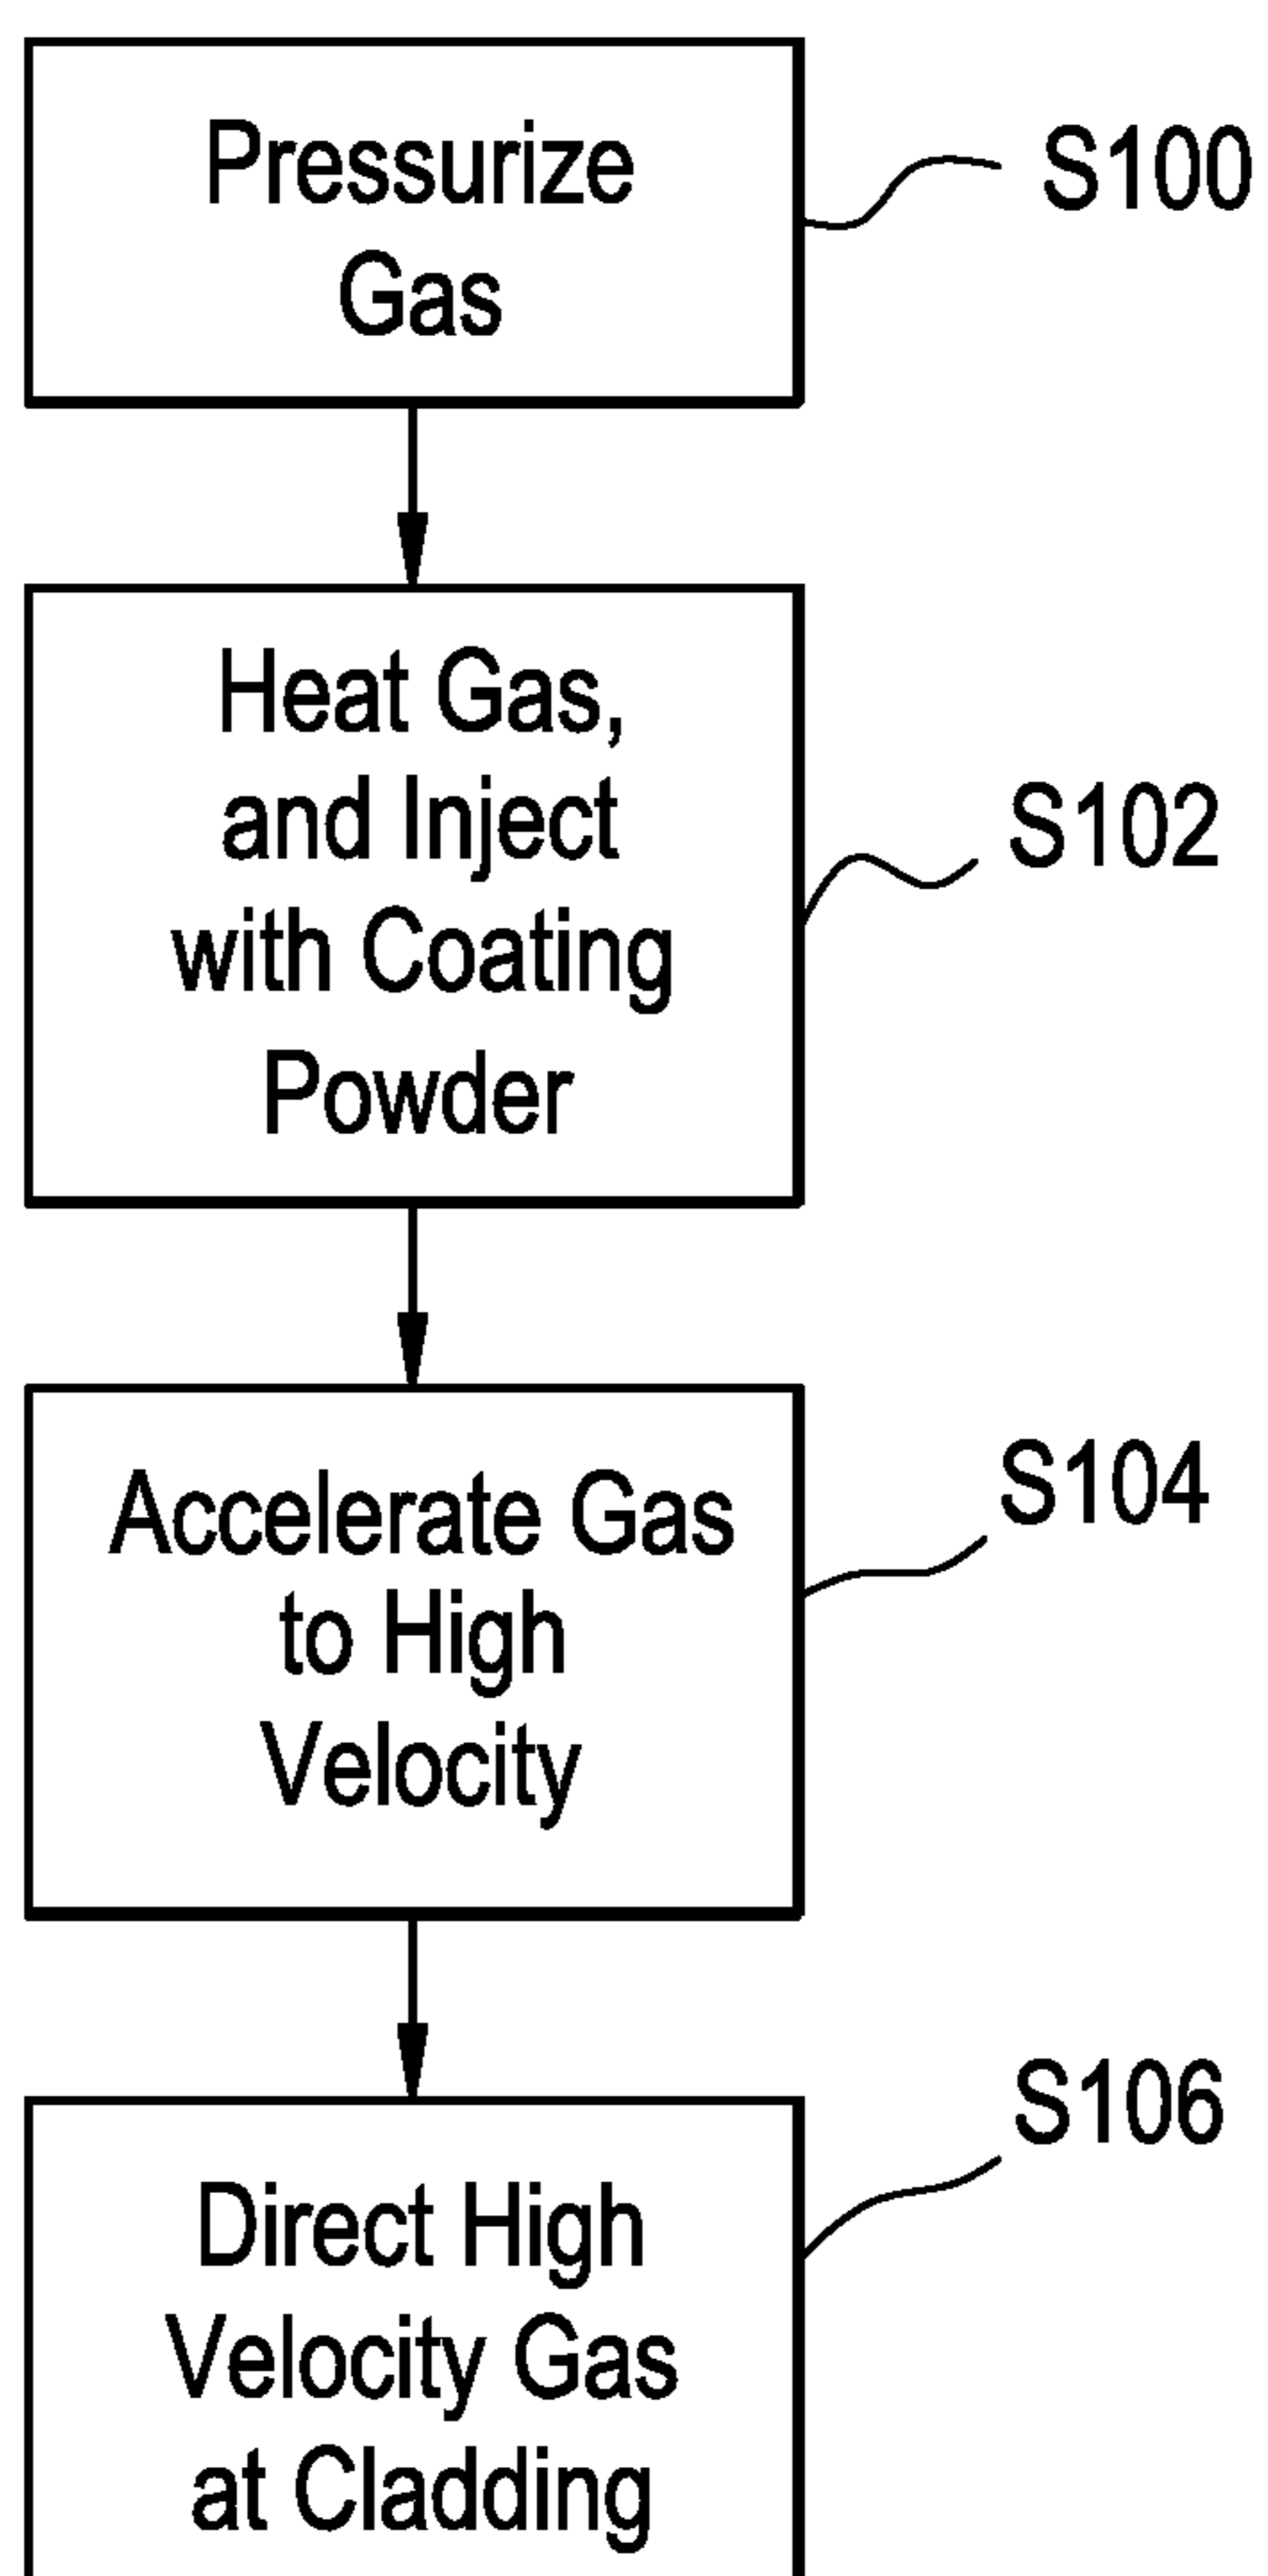 Pressurize
Gas
S100
Heat Gas,
and Inject
with Coating
Powder
S102
Accelerate Gas
to High
Velocity
S104
Direct High
Velocity Gas
at Cladding
S106